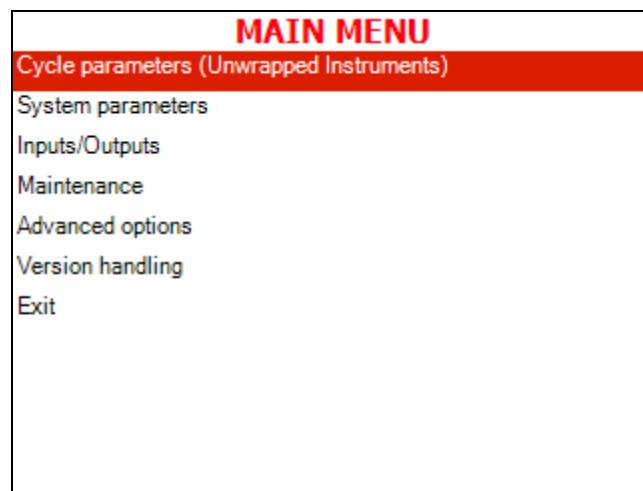 MAIN MENU
Cycle parameters (Unwrapped Instruments)
System parameters
Inputs/Outputs
Maintenance
Advanced options
Version handling
Exit